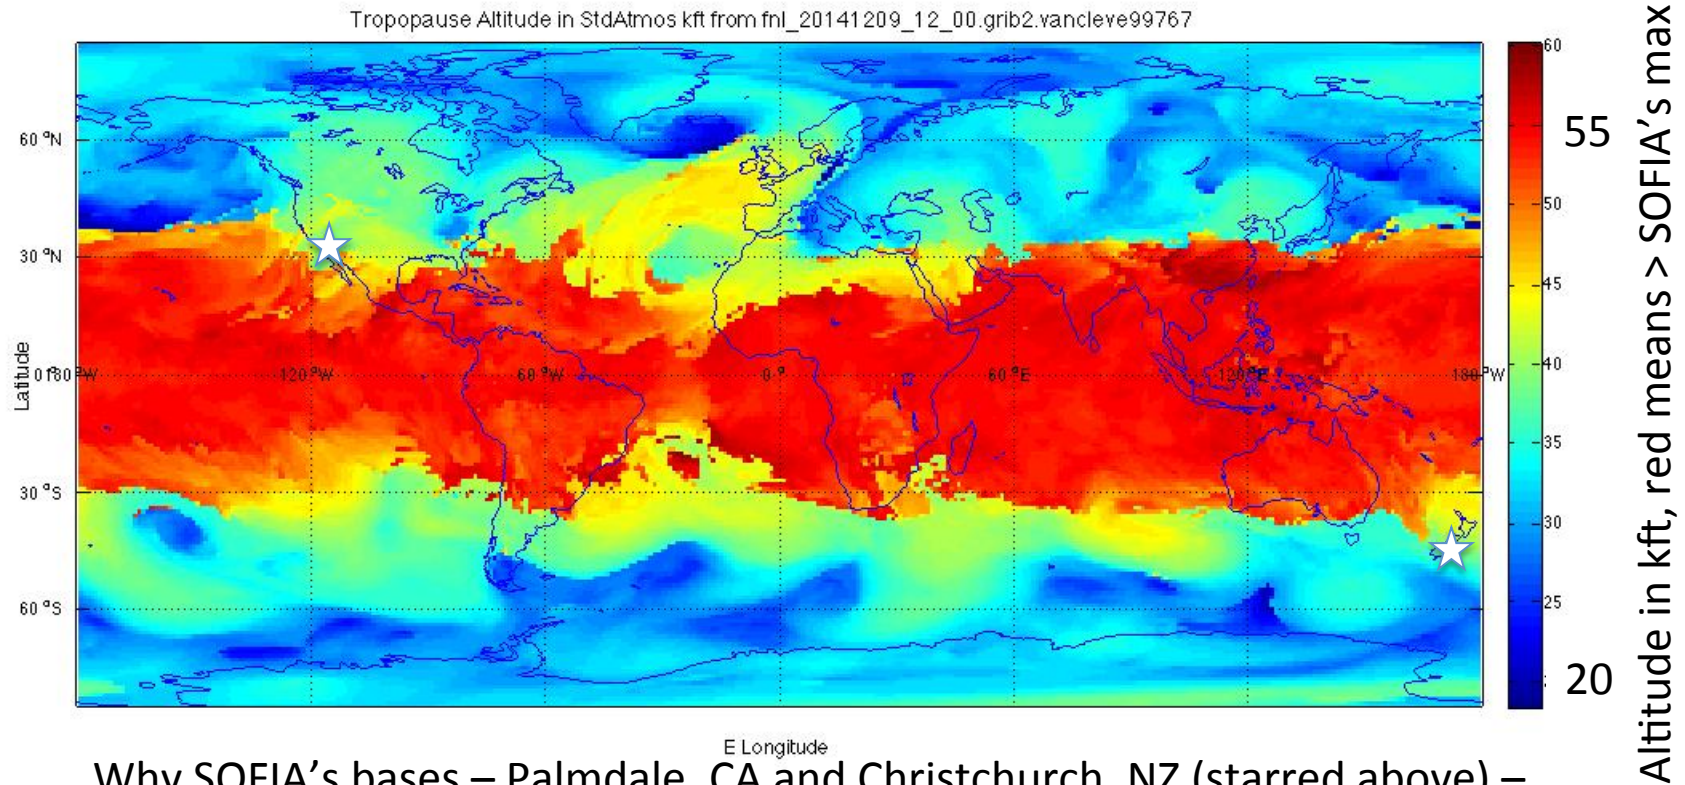 Tropopause Altitude in StdAtmos kft from fnl_20141209_12_00.grib2.vancleve99767
60
55
50
45
40
35
30
25
20
Altitude in kft, red means > SOFIA's max
60 °N
30 °N
Latitude
120 °W
60 °W
0 °
60 °E
120 °E
180 °W
30 °S
60 °S
E Longitude
Why SOFIA's bases – Palmdale, CA and Christchurch, NZ (starred above) –